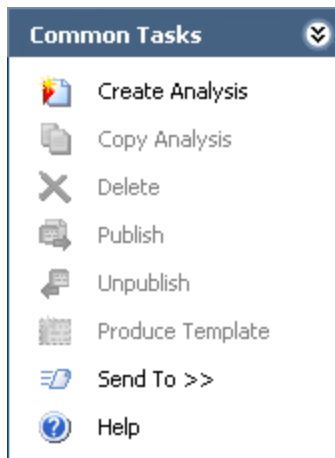 Common Tasks
Create Analysis
Copy Analysis
Delete
Publish
Unpublish
Produce Template
Send To >>
Help